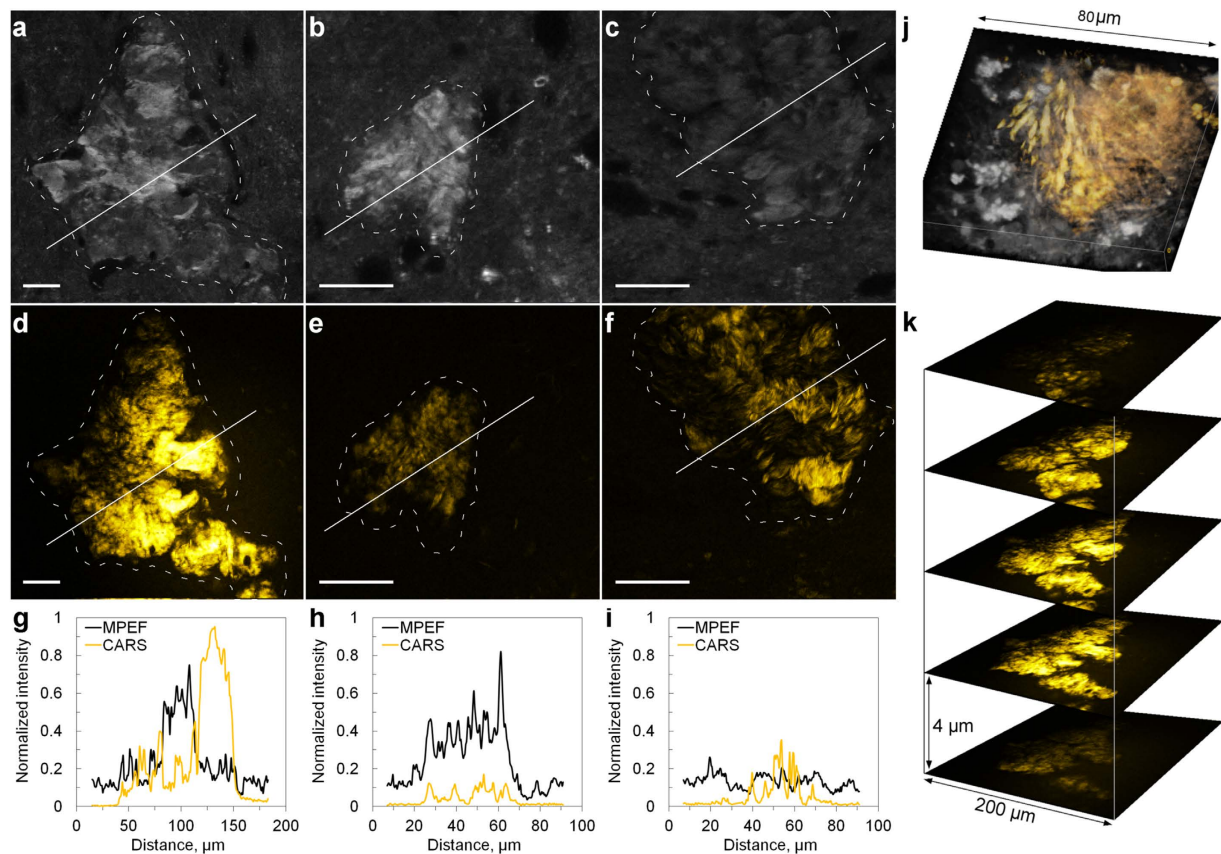 a
b
c
80 µm
j
d
e
f
k
g
1
MPEF
CARS
0.8
0.6
0.4
0.2
0
Normalized intensity
0
50
100
150
200
Distance, µm
h
1
MPEF
CARS
0.8
0.6
0.4
0.2
0
Normalized intensity
0
20
40
60
80
100
Distance, µm
i
1
MPEF
CARS
0.8
0.6
0.4
0.2
0
Normalized intensity
0
20
40
60
80
100
Distance, µm
4 µm
200 µm